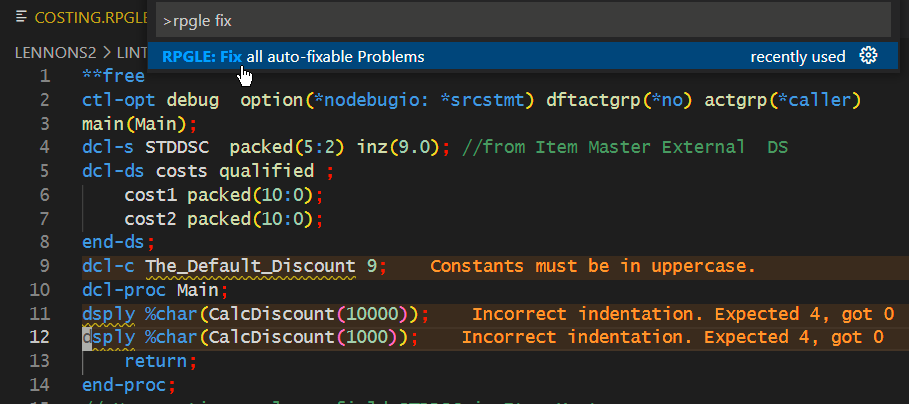 COSTING.RPGLE
>rpgle fix
RPGLE: Fix all auto-fixable Problems recently used
LENNONS2 > LINT
1 **free
2 ctl-opt debug  option(*nodebugio: *srcstmt) dftactgrp(*no) actgrp(*caller)
3 main(Main);
4 dcl-s STDDSC  packed(5:2) inz(9.0); //from Item Master External  DS
5 dcl-ds costs qualified ;
6     cost1 packed(10:0);
7     cost2 packed(10:0);
8 end-ds;
9 dcl-c The_Default_Discount 9; Constants must be in uppercase.
10 dcl-proc Main;
11 dsply %char(CalcDiscount(10000)); Incorrect indentation. Expected 4, got 0
12 dsply %char(CalcDiscount(1000)); Incorrect indentation. Expected 4, got 0
13     return;
14 end-proc;